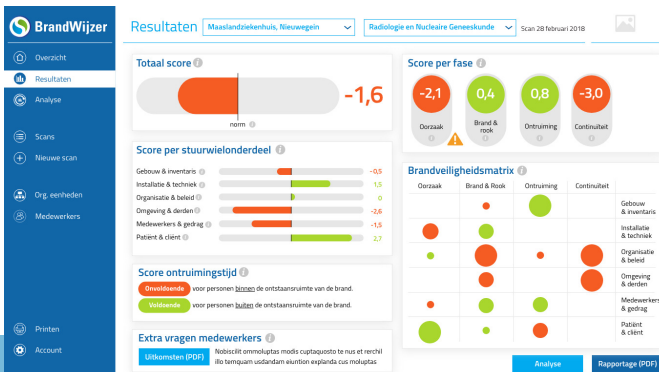 BrandWijzer
Overzicht
Resultaten
Analyse
Scans
Nieuwe scan
Org. eenheden
Medewerkers
Printen
Account
Resultaten
Maaslandziekenhuis, Nieuwegein
Radiologie en Nucleaire Geneeskunde
Scan 28 februari 2018
Totaal score
-1,6
norm
Score per stuurwielonderdeel
Gebouw & inventaris -0,5
Installatie & techniek 1,5
Organisatie & beleid 0
Omgeving & derden -2,6
Medewerkers & gedrag -1,5
Patiënt & cliënt 2,7
Score ontruimingstijd
Onvoldoende voor personen binnen de ontstaansruimte van de brand.
Voldoende voor personen buiten de ontstaansruimte van de brand.
Extra vragen medewerkers
Uitkomsten (PDF)
Nobiscilit ommoluptas modis cuptaquosto te nus et rerchil
illo temquam usdandam eiuntion explanda cus moluptas
Score per fase
-2,1 0,4 0,8 -3,0
Oorzaak Brand & rook Ontruiming Continuïteit
Brandveiligheidsmatrix
Oorzaak Brand & Rook Ontruiming Continuïteit
Gebouw
& inventaris
Installatie
& techniek
Organisatie
& beleid
Omgeving
& derden
Medewerkers
& gedrag
Patiënt
& cliënt
Analyse
Rapportage (PDF)